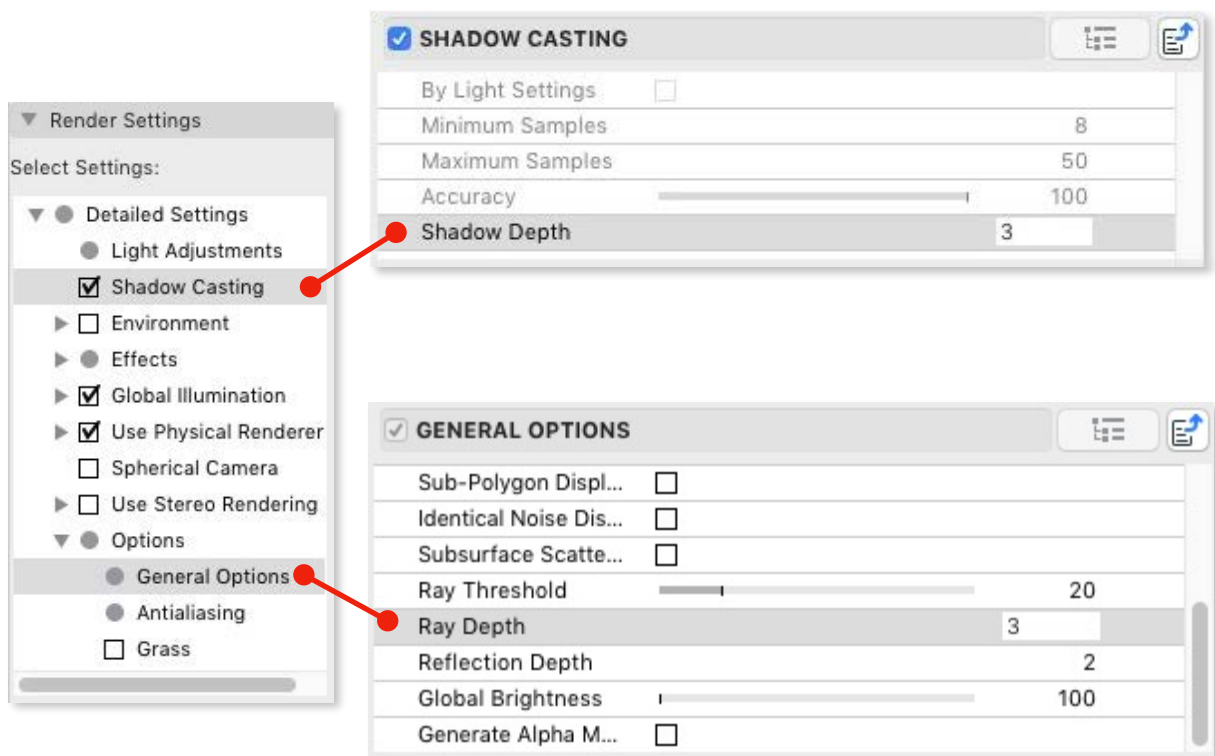 Render Settings
Select Settings:
Detailed Settings
Light Adjustments
Shadow Casting
Environment
Effects
Global Illumination
Use Physical Renderer
Spherical Camera
Use Stereo Rendering
Options
General Options
Antialiasing
Grass
SHADOW CASTING
By Light Settings
Minimum Samples 8
Maximum Samples 50
Accuracy 100
Shadow Depth 3
GENERAL OPTIONS
Sub-Polygon Displ...
Identical Noise Dis...
Subsurface Scatte...
Ray Threshold 20
Ray Depth 3
Reflection Depth 2
Global Brightness 100
Generate Alpha M...